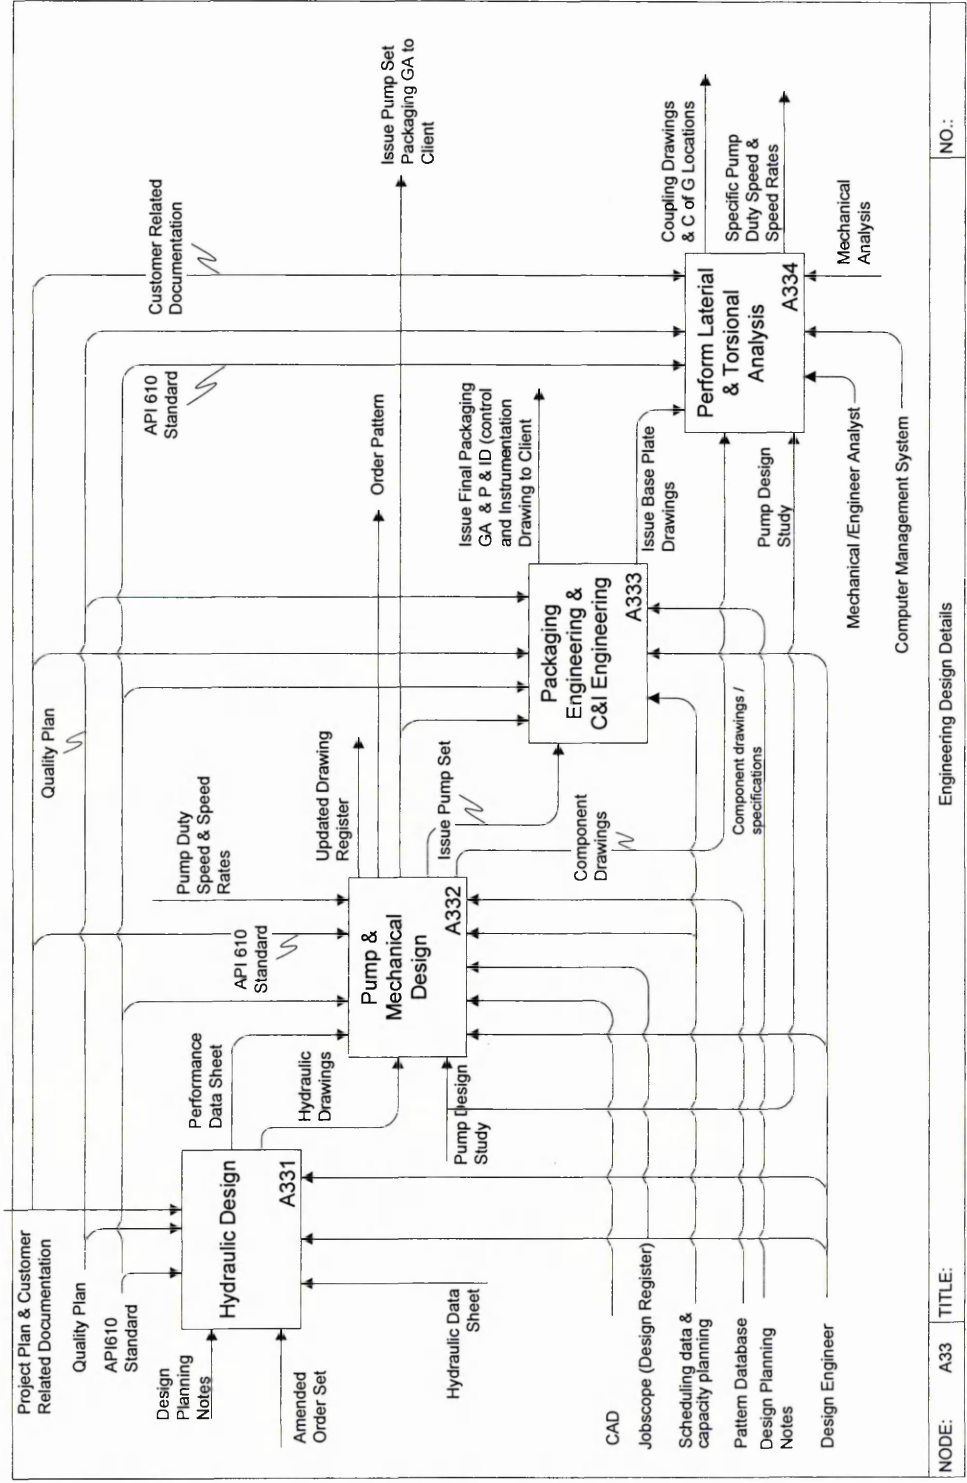 Project Plan & Customer
Related Documentation
Quality Plan
API610
Standard
Design
Planning
Notes
Amended
Order Set
Hydraulic Design
A331
Hydraulic Data
Sheet
Performance
Data Sheet
Hydraulic
Drawings
Quality Plan
Pump Duty
Speed & Speed
Rates
API 610
Standard
Pump &
Mechanical
Design
A332
Pump Design
Study
Updated Drawing
Register
Order Pattern
Issue Pump Set
Packaging GA to
Client
Issue Pump Set
Component
Drawings
API 610
Standard
Customer Related
Documentation
Packaging
Engineering &
C&I Engineering
A333
Issue Final Packaging
GA & P & ID (control
and Instrumentation
Drawing to Client
Issue Base Plate
Drawings
Component drawings /
specifications
Pump Design
Study
Perform Laterial
& Torsional
Analysis
A334
Coupling Drawings
& C of G Locations
Specific Pump
Duty Speed &
Speed Rates
Mechanical
Analysis
Mechanical /Engineer Analyst
Computer Management System
CAD
Jobscope (Design Register)
Scheduling data &
capacity planning
Pattern Database
Design Planning
Notes
Design Engineer
NODE: A33 TITLE: Engineering Design Details NO.: